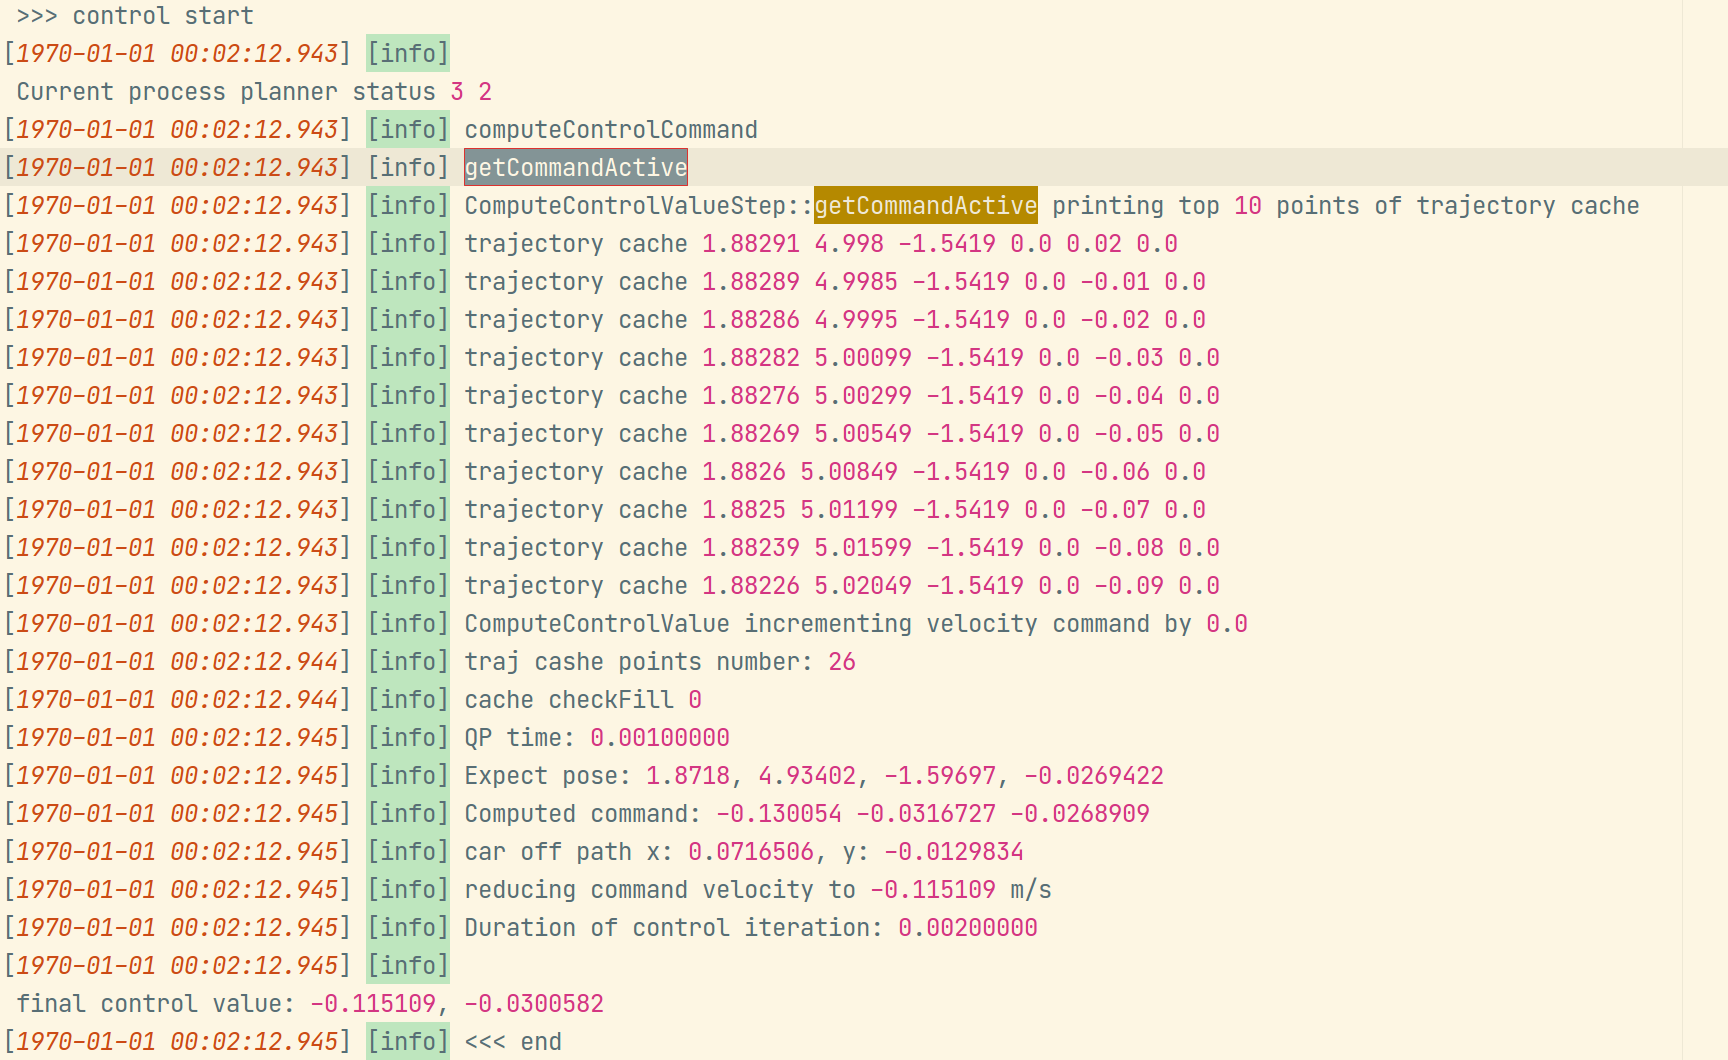 >>> control start
[1970-01-01 00:02:12.943] [info]
Current process planner status 3 2
[1970-01-01 00:02:12.943] [info] computeControlCommand
[1970-01-01 00:02:12.943] [info] getCommandActive
[1970-01-01 00:02:12.943] [info] ComputeControlValueStep::getCommandActive printing top 10 points of trajectory cache
[1970-01-01 00:02:12.943] [info] trajectory cache 1.88291 4.998 -1.5419 0.0 0.02 0.0
[1970-01-01 00:02:12.943] [info] trajectory cache 1.88289 4.9985 -1.5419 0.0 -0.01 0.0
[1970-01-01 00:02:12.943] [info] trajectory cache 1.88286 4.9995 -1.5419 0.0 -0.02 0.0
[1970-01-01 00:02:12.943] [info] trajectory cache 1.88282 5.00099 -1.5419 0.0 -0.03 0.0
[1970-01-01 00:02:12.943] [info] trajectory cache 1.88276 5.00299 -1.5419 0.0 -0.04 0.0
[1970-01-01 00:02:12.943] [info] trajectory cache 1.88269 5.00549 -1.5419 0.0 -0.05 0.0
[1970-01-01 00:02:12.943] [info] trajectory cache 1.8826 5.00849 -1.5419 0.0 -0.06 0.0
[1970-01-01 00:02:12.943] [info] trajectory cache 1.8825 5.01199 -1.5419 0.0 -0.07 0.0
[1970-01-01 00:02:12.943] [info] trajectory cache 1.88239 5.01599 -1.5419 0.0 -0.08 0.0
[1970-01-01 00:02:12.943] [info] trajectory cache 1.88226 5.02049 -1.5419 0.0 -0.09 0.0
[1970-01-01 00:02:12.943] [info] ComputeControlValue incrementing velocity command by 0.0
[1970-01-01 00:02:12.944] [info] traj cashe points number: 26
[1970-01-01 00:02:12.944] [info] cache checkFill 0
[1970-01-01 00:02:12.945] [info] QP time: 0.00100000
[1970-01-01 00:02:12.945] [info] Expect pose: 1.8718, 4.93402, -1.59697, -0.0269422
[1970-01-01 00:02:12.945] [info] Computed command: -0.130054 -0.0316727 -0.0268909
[1970-01-01 00:02:12.945] [info] car off path x: 0.0716506, y: -0.0129834
[1970-01-01 00:02:12.945] [info] reducing command velocity to -0.115109 m/s
[1970-01-01 00:02:12.945] [info] Duration of control iteration: 0.00200000
[1970-01-01 00:02:12.945] [info]
final control value: -0.115109, -0.0300582
[1970-01-01 00:02:12.945] [info] <<< end